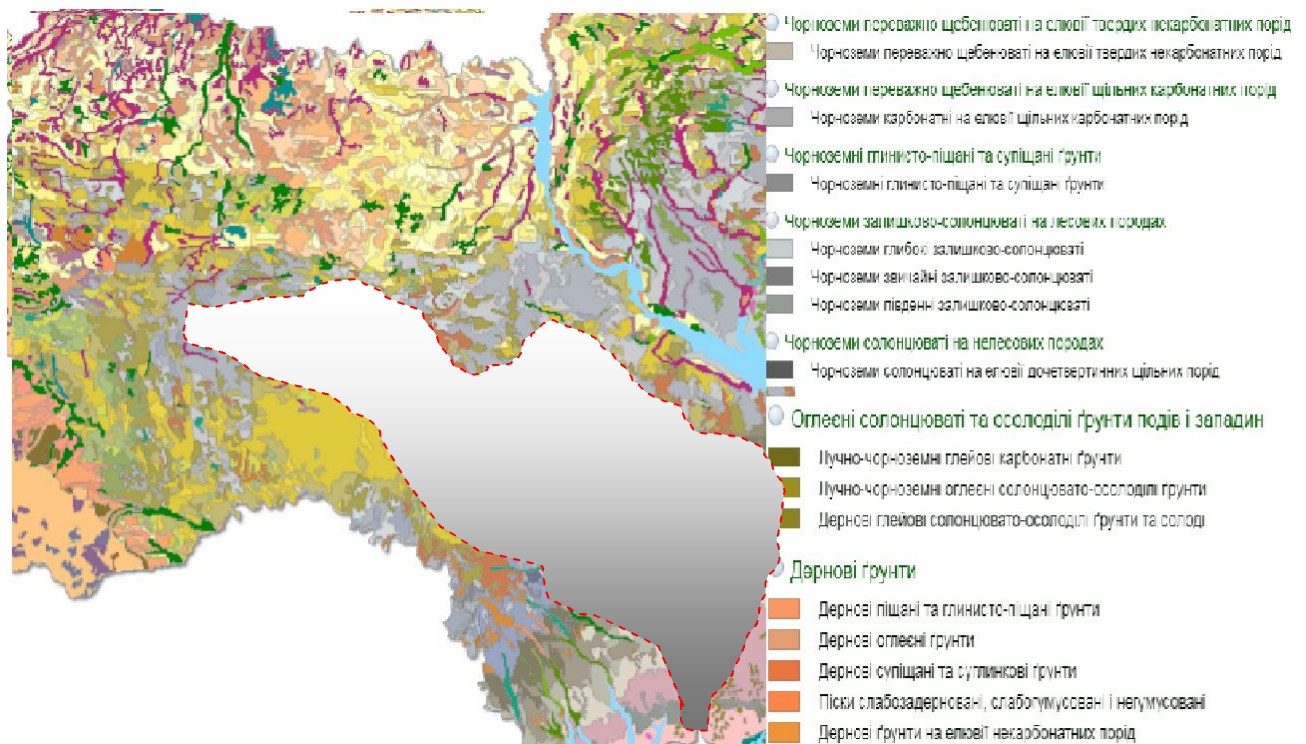 Чорноземи переважно щебенюваті на елювії твердих некарбонатних порід
Чорноземи переважно щебенюваті на елювії твердих некарбонатних порід
Чорноземи переважно щебенюваті на елювії щільних карбонатних порід
Чорноземи карбонатні на елювії щільних карбонатних порід
Чорноземні глинисто-піщані та супіщані ґрунти
Чорноземні глинисто-піщані та супіщані ґрунти
Чорноземи залишково-солонцюваті на лесових породах
Чорноземи глибокі залишково-солонцюваті
Чорноземи звичайні залишково-солонцюваті
Чорноземи південні залишково-солонцюваті
Чорноземи солонцюваті на нелесових породах
Чорноземи солонцюваті на елювії дочетвертинних щільних порід
Оглеєні солонцюваті та осолоділі ґрунти подів і западин
Лучно-чорноземні глейові карбонатні ґрунти
Лучно-чорноземні оглеєні солонцювато-осолоділі ґрунти
Дернові глейові солонцювато-осолоділі ґрунти та солоді
Дернові ґрунти
Дернові піщані та глинисто-піщані ґрунти
Дернові оглеєні ґрунти
Дернові супіщані та суглинкові ґрунти
Піски слабозадерновані, слабогумусовані і негумусовані
Дернові ґрунти на елювії некарбонатних порід